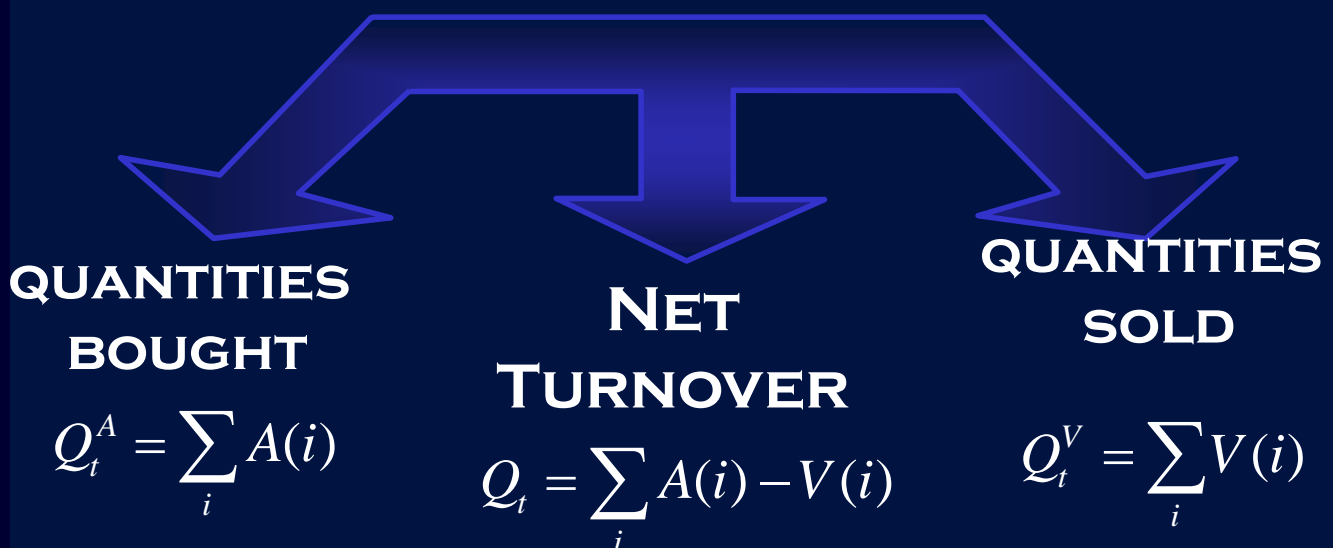 QUANTITIES
BOUGHT
Q_t^A = ∑_i A(i)
NET
TURNOVER
Q_t = ∑_i A(i) − V(i)
QUANTITIES
SOLD
Q_t^V = ∑_i V(i)